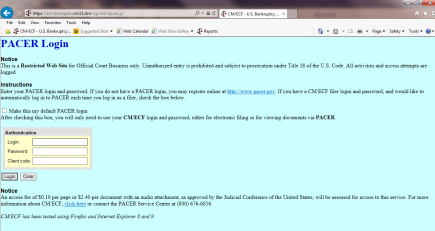 CM/ECF - U.S. Bankruptcy...
File Edit View Favorites Tools Help
CM-ECF - U.S. Bankruptcy... Suggested Sites Web Calendar Web Slice Gallery Reports
Page Safety Tools
PACER Login
Notice
This is a Restricted Web Site for Official Court Business only. Unauthorized entry is prohibited and subject to prosecution under Title 18 of the U.S. Code. All activities and access attempts are
logged.
Instructions
Enter your PACER login and password. If you do not have a PACER login, you may register online at http://www.pacer.gov. If you have a CM/ECF filer login and password, and would like to
automatically log in to PACER each time you log in as a filer, check the box below.
Make this my default PACER login.
After checking this box, you will only need to use your CM/ECF login and password, either for electronic filing or for viewing documents via PACER.
Authentication
Login:
Password:
Client code:
Login Clear
Notice
An access fee of $0.10 per page or $2.40 per document with an audio attachment, as approved by the Judicial Conference of the United States, will be assessed for access to this service. For more
information about CM/ECF, click here or contact the PACER Service Center at (800) 676-6856.
CM/ECF has been tested using Firefox and Internet Explorer 8 and 9.